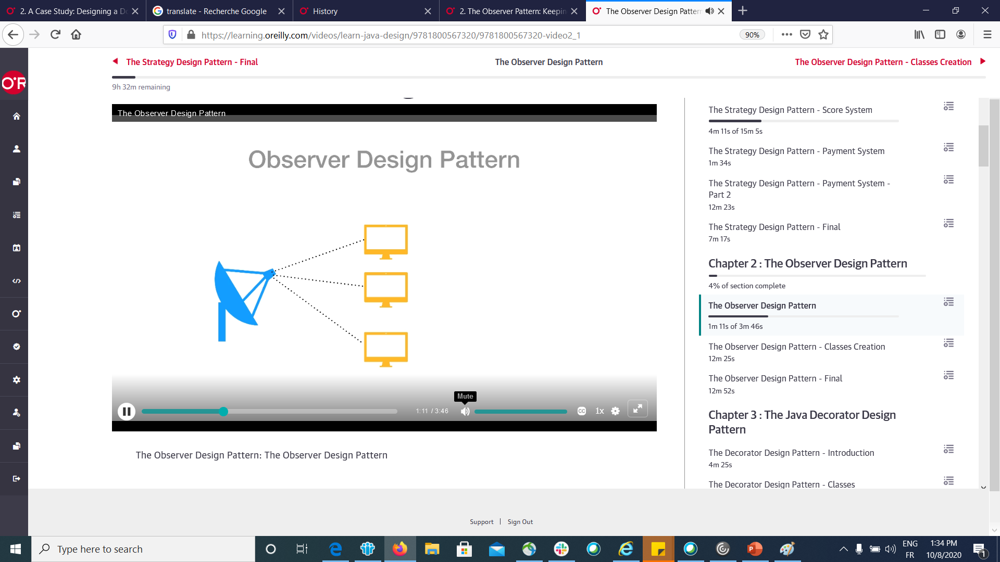 2. A Case Study: Designing a Do
translate - Recherche Google
History
2. The Observer Pattern: Keepin
The Observer Design Pattern
https://learning.oreilly.com/videos/learn-java-design/9781800567320/9781800567320-video2_1
90%
The Strategy Design Pattern - Final
The Observer Design Pattern
The Observer Design Pattern - Classes Creation
9h 32m remaining
O'R
The Observer Design Pattern
Observer Design Pattern
Mute
1:11 / 3:46
CC
1x
The Observer Design Pattern: The Observer Design Pattern
The Strategy Design Pattern - Score System
4m 11s of 15m 5s
The Strategy Design Pattern - Payment System
1m 34s
The Strategy Design Pattern - Payment System -
Part 2
12m 23s
The Strategy Design Pattern - Final
7m 17s
Chapter 2 : The Observer Design Pattern
4% of section complete
The Observer Design Pattern
1m 11s of 3m 46s
The Observer Design Pattern - Classes Creation
12m 25s
The Observer Design Pattern - Final
12m 52s
Chapter 3 : The Java Decorator Design
Pattern
The Decorator Design Pattern - Introduction
4m 25s
The Decorator Design Pattern - Classes
Support | Sign Out
Type here to search
ENG
FR
1:34 PM
10/8/2020
1